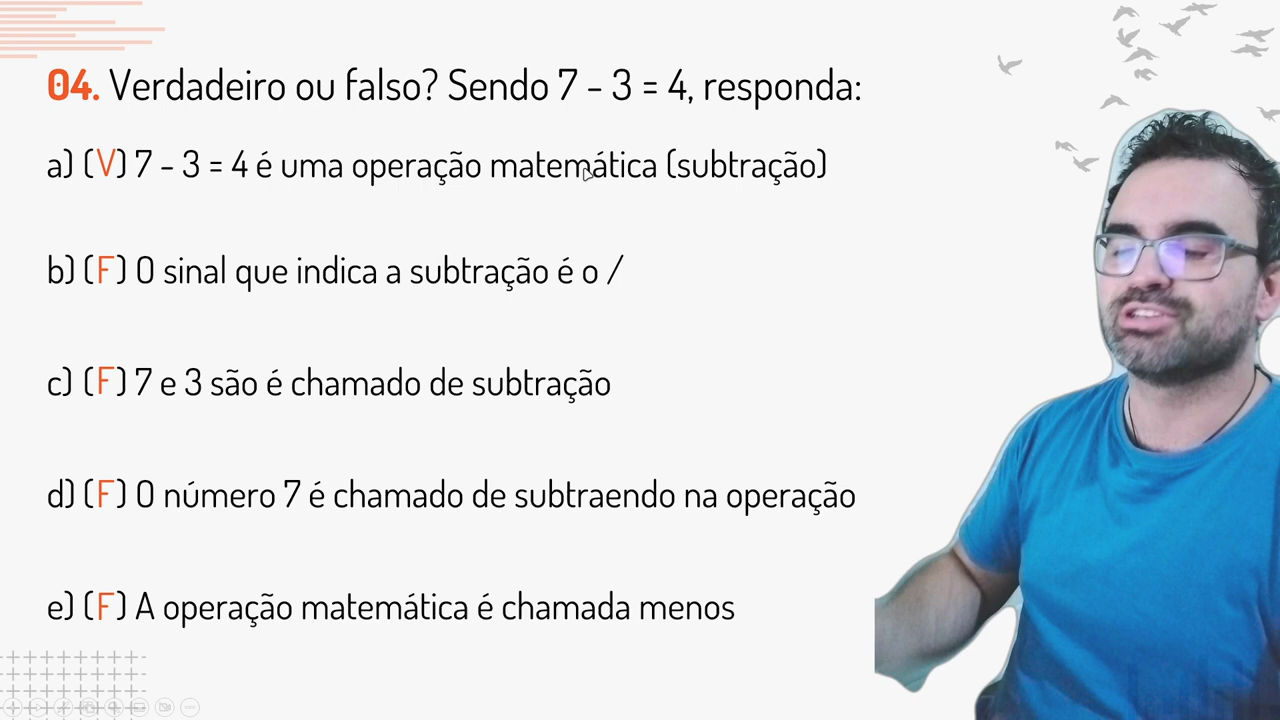 04. Verdadeiro ou falso? Sendo 7 - 3 = 4, responda:
a) (V) 7 - 3 = 4 é uma operação matemática (subtração)
b) (F) O sinal que indica a subtração é o /
c) (F) 7 e 3 são é chamado de subtração
d) (F) O número 7 é chamado de subtraendo na operação
e) (F) A operação matemática é chamada menos